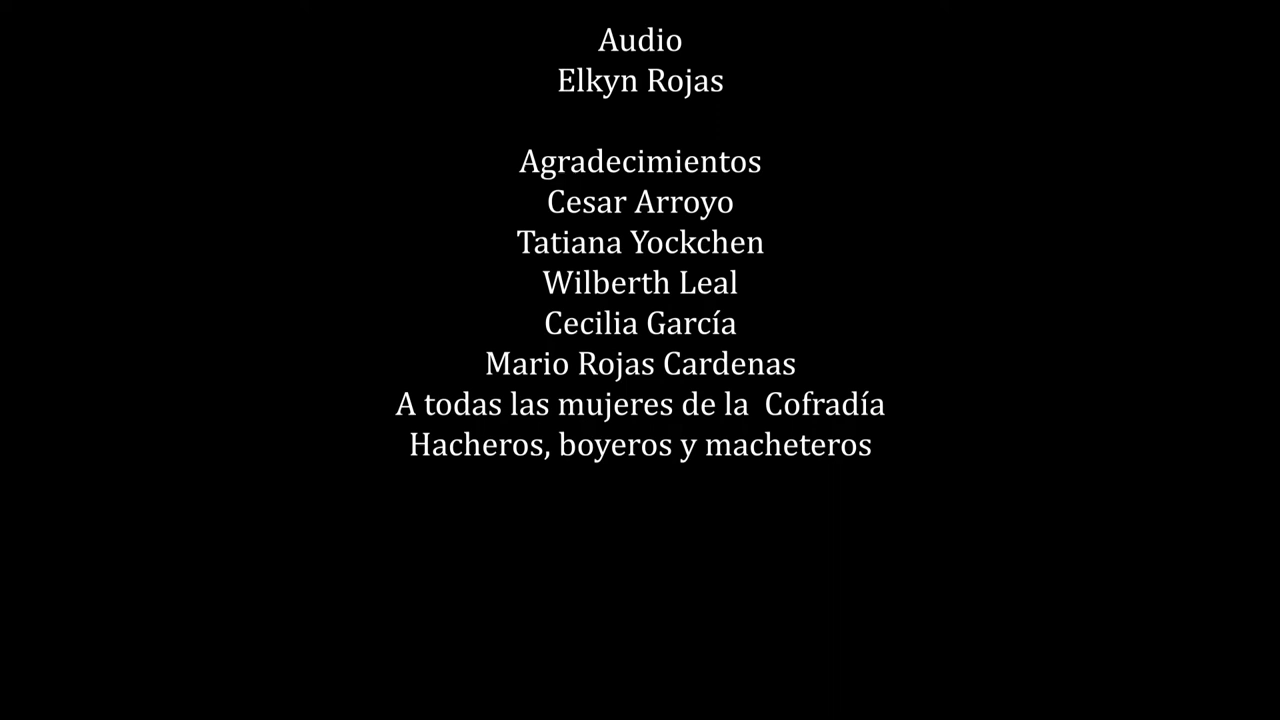 Audio
Elkyn Rojas
Agradecimientos
Cesar Arroyo
Tatiana Yockchen
Wilberth Leal
Cecilia García
Mario Rojas Cardenas
A todas las mujeres de la  Cofradía
Hacheros, boyeros y macheteros